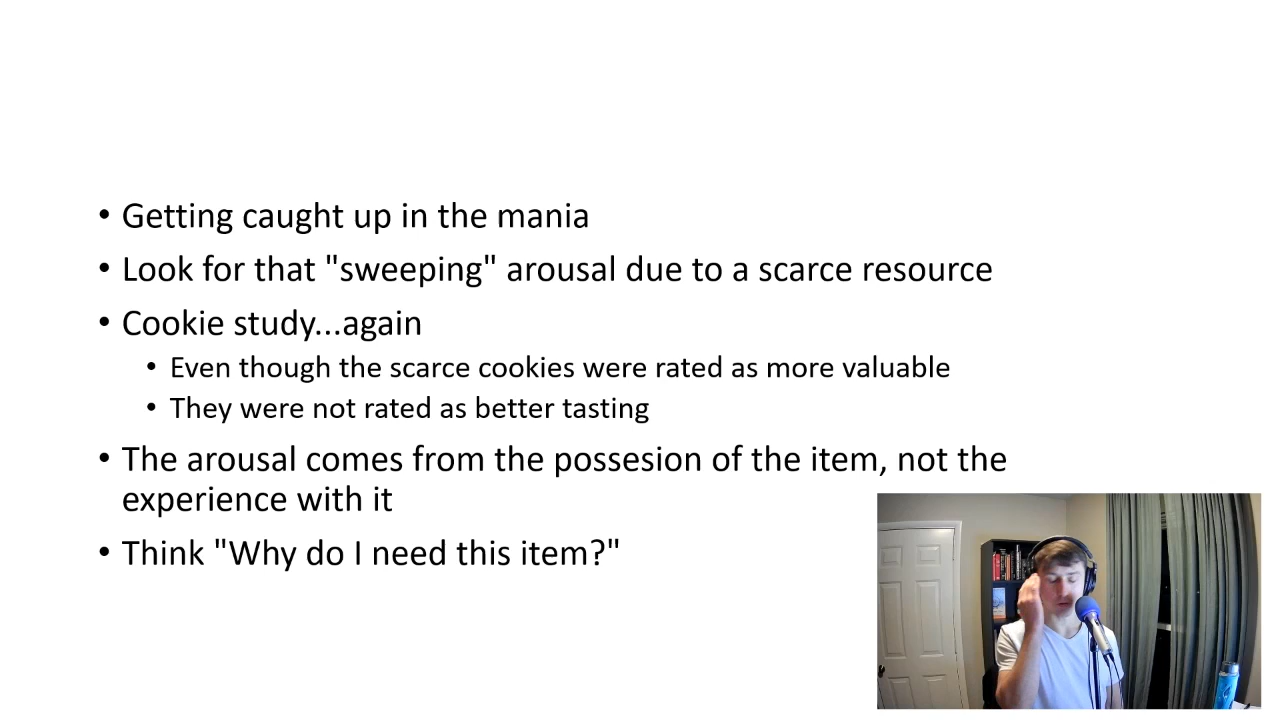 • Getting caught up in the mania
• Look for that "sweeping" arousal due to a scarce resource
• Cookie study...again
• Even though the scarce cookies were rated as more valuable
• They were not rated as better tasting
• The arousal comes from the possesion of the item, not the
experience with it
• Think "Why do I need this item?"